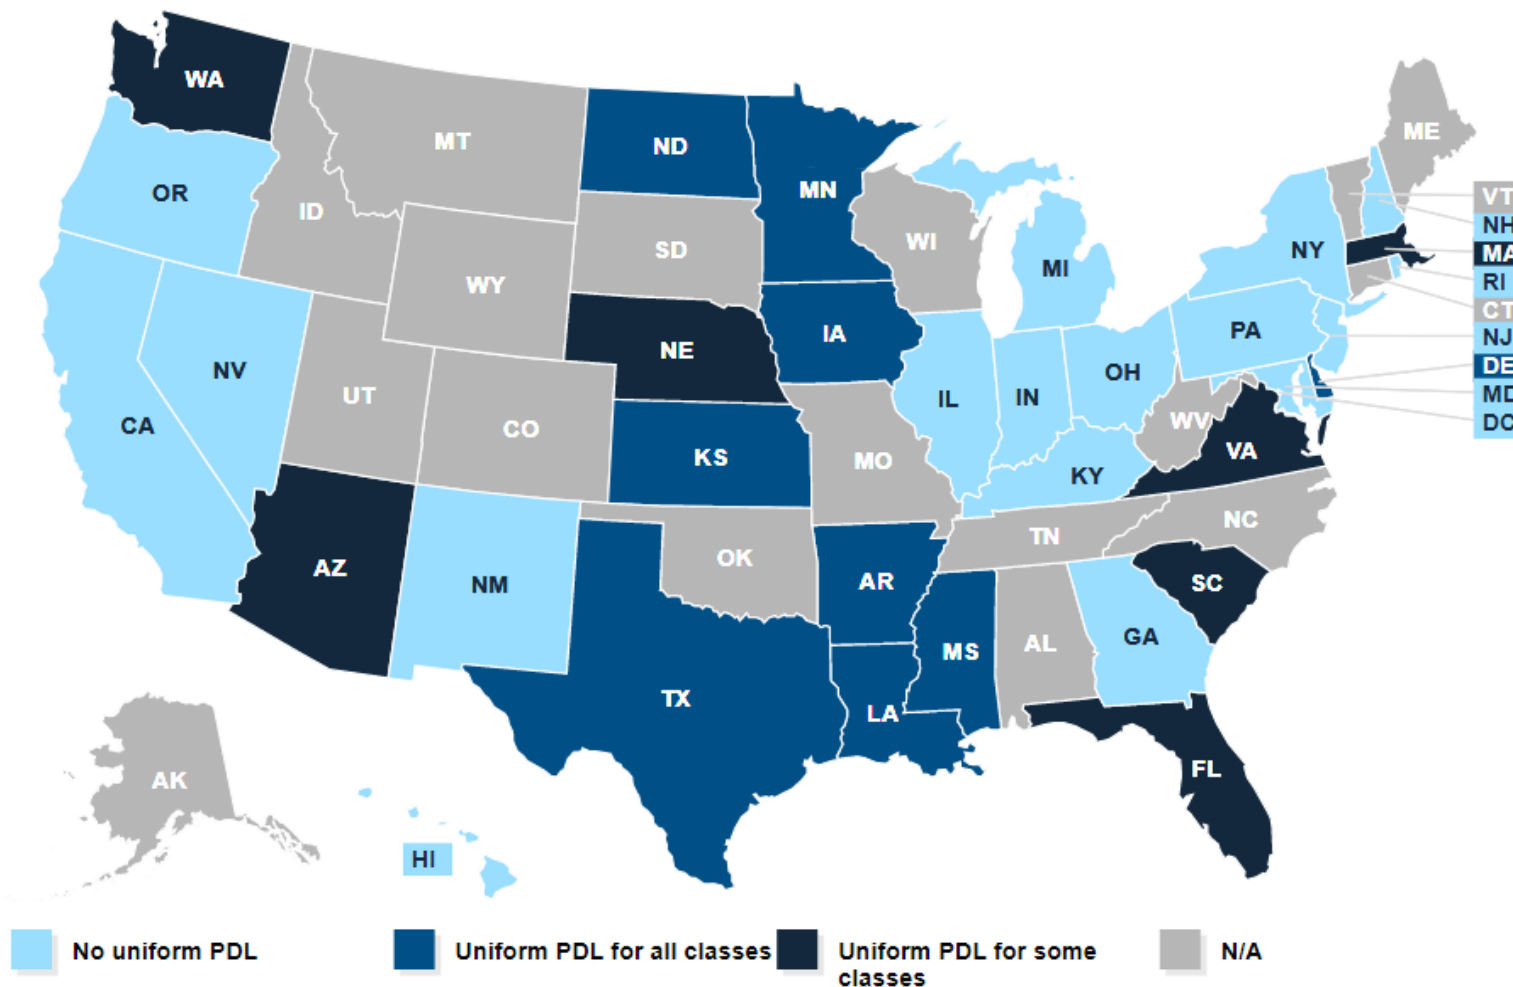 WA
MT
ND
MN
ME
OR
ID
SD
WI
VT
NH
NY
MA
MI
RI
WY
CT
IA
PA
NJ
NE
DE
NV
OH
MD
UT
IL
IN
DC
CA
CO
WV
KS
MO
VA
KY
NC
TN
OK
AZ
NM
AR
SC
GA
AL
MS
TX
LA
FL
AK
HI
No uniform PDL
Uniform PDL for all classes
Uniform PDL for some
classes
N/A